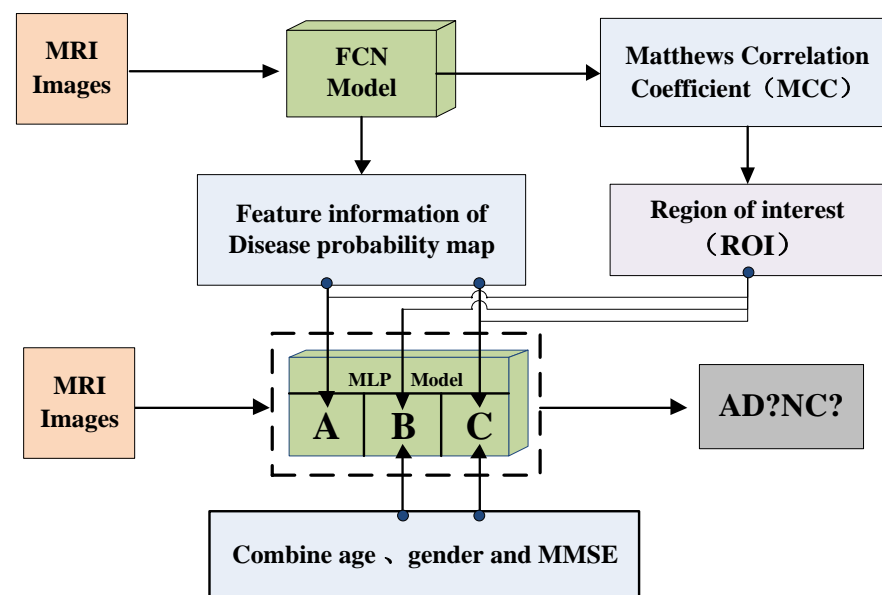 MRI
Images
FCN
Model
Matthews Correlation
Coefficient（MCC）
Feature information of
Disease probability map
Region of interest
（ROI）
MRI
Images
MLP Model
A B C
AD?NC?
Combine age 、gender and MMSE